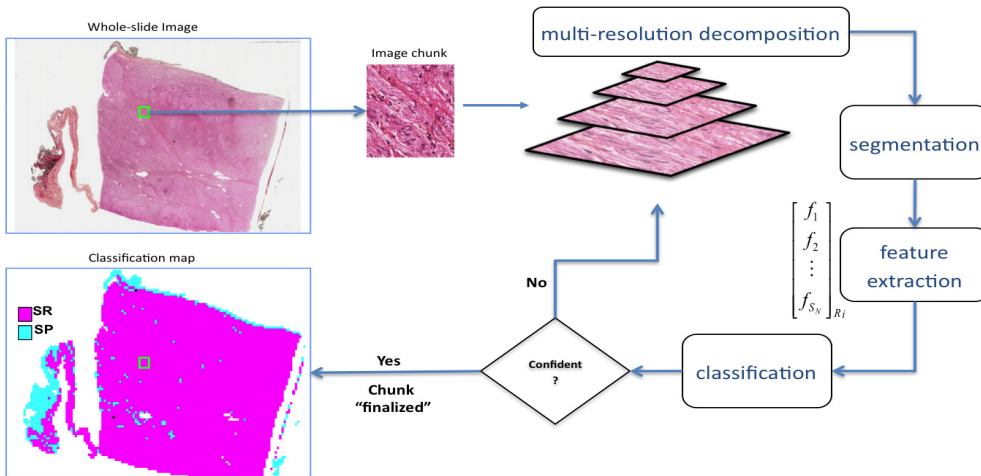 Whole-slide Image
Image chunk
multi-resolution decomposition
segmentation
f1
f2
⋮
fSN
Ri
feature
extraction
classification
Confident
?
No
Yes
Chunk
“finalized”
Classification map
SR
SP